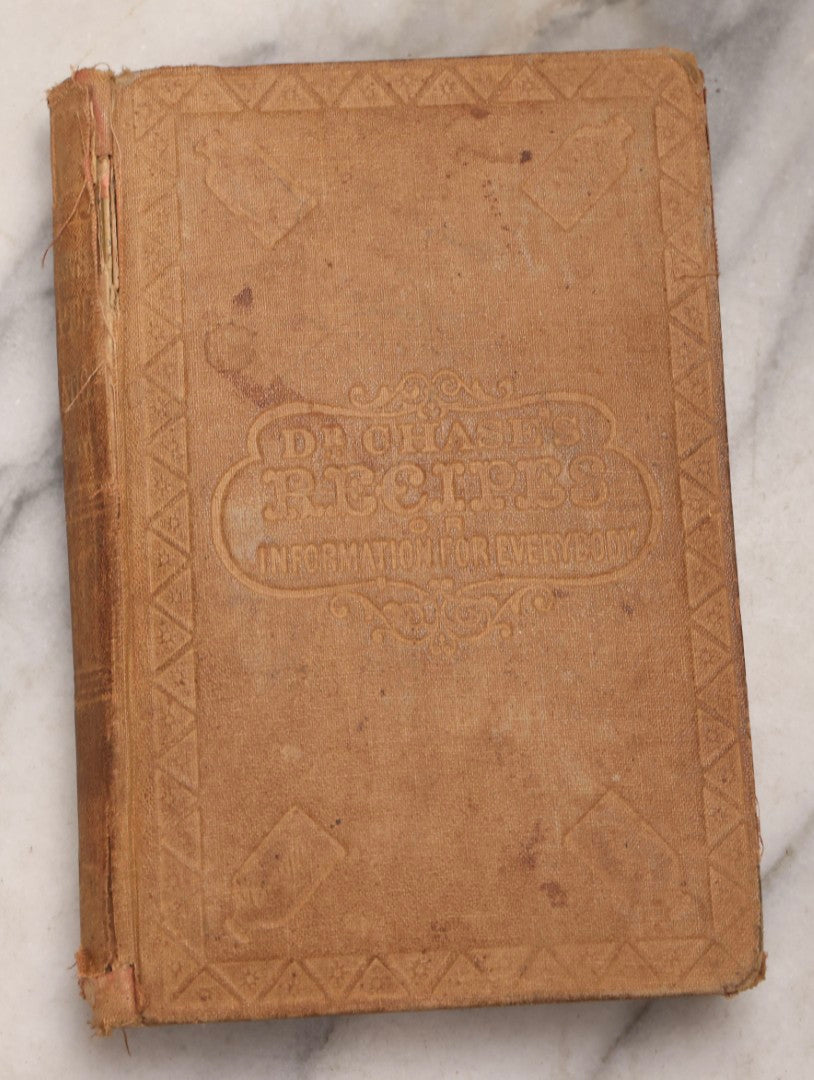 DR CHASE'S
RECIPES
OR
INFORMATION FOR EVERYBODY